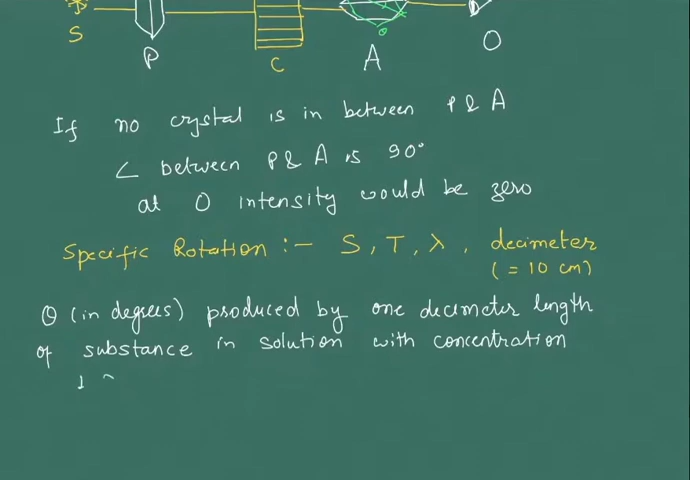 S
P
C
A
O
θ
If no crystal is in between P & A
∠ between P & A is 90°
at O intensity would be zero
Specific Rotation :- S, T, λ, decimeter
(= 10 cm)
θ (in degrees) produced by one decimeter length
of substance in solution with concentration
1